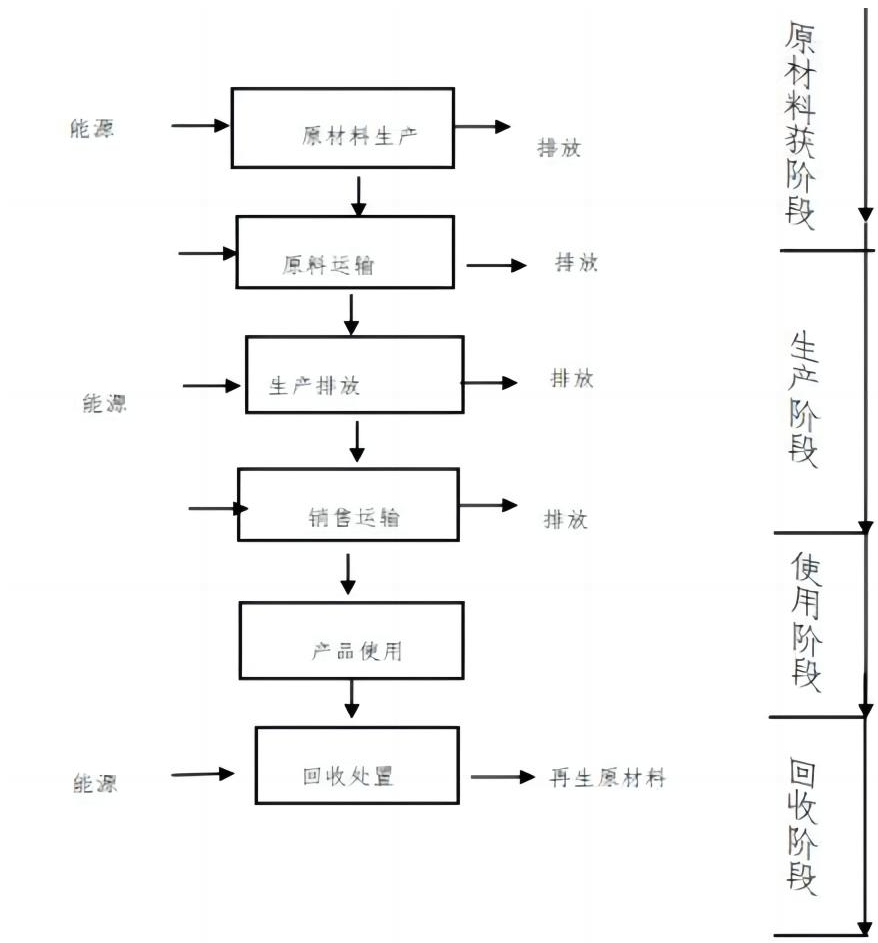 能源
原材料生产
排放
原料运输
排放
能源
生产排放
排放
销售运输
排放
产品使用
能源
回收处置
再生原材料
原材料获阶段
生产阶段
使用阶段
回收阶段